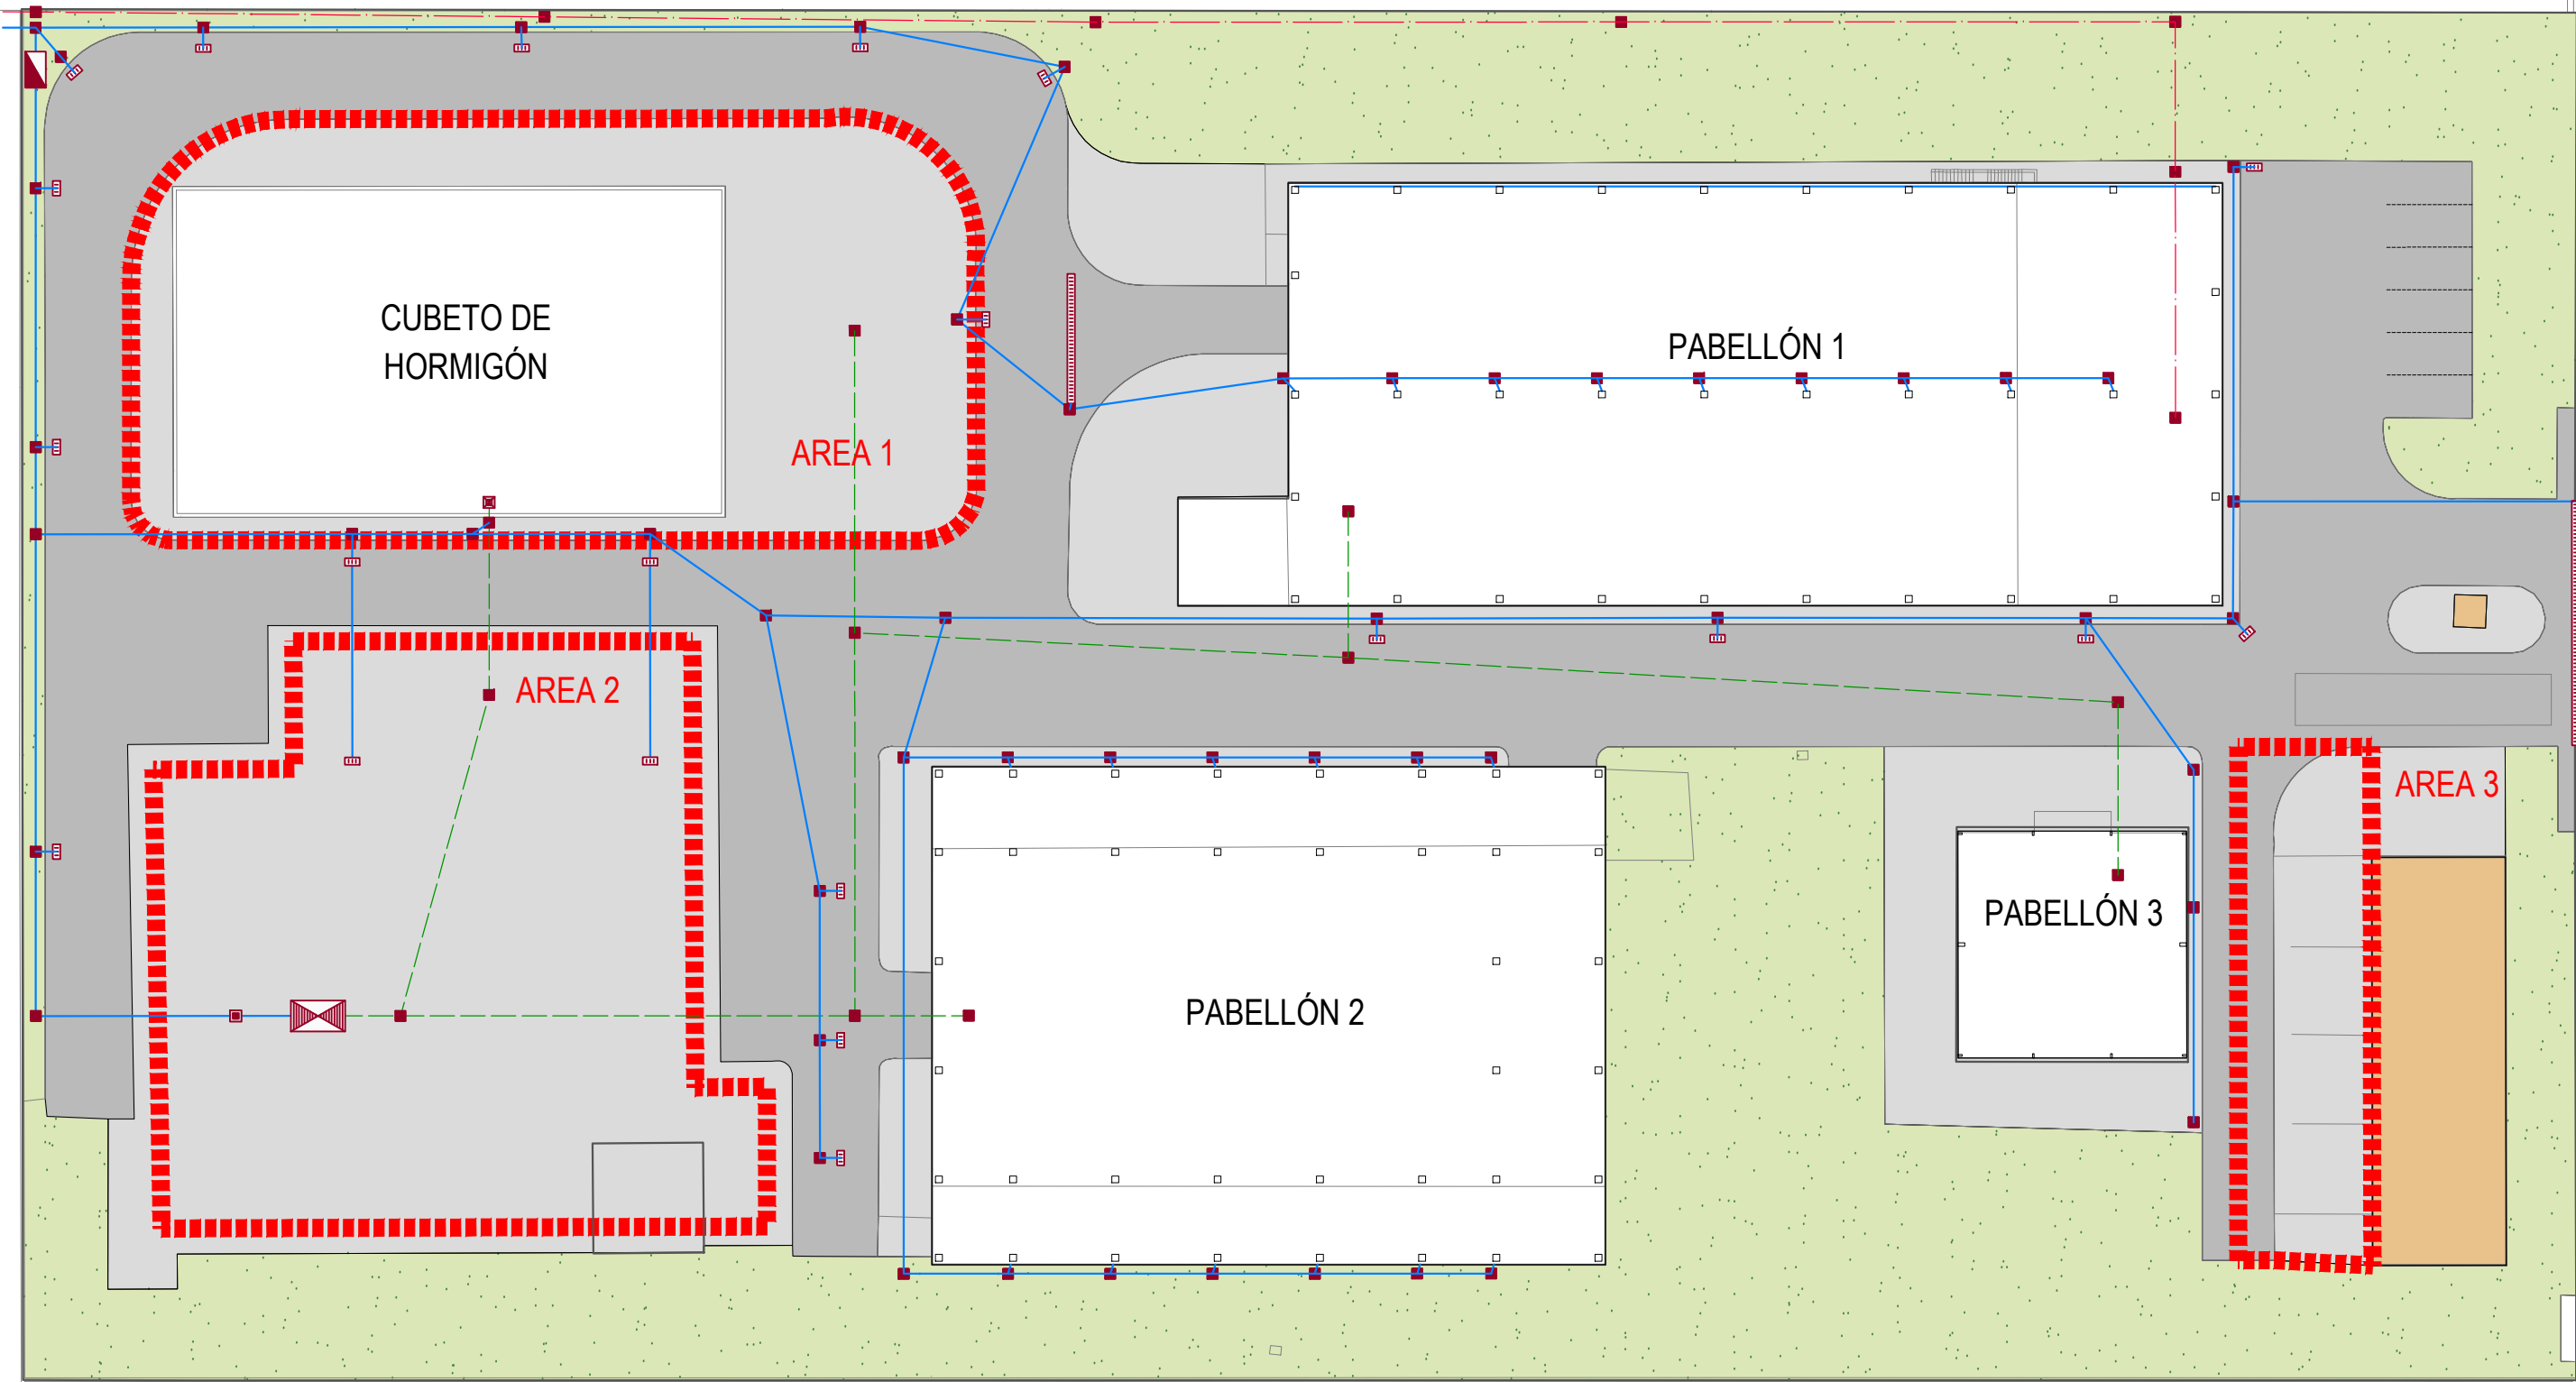 CUBETO DE
HORMIGÓN
PABELLÓN 1
AREA 1
AREA 2
AREA 3
PABELLÓN 3
PABELLÓN 2